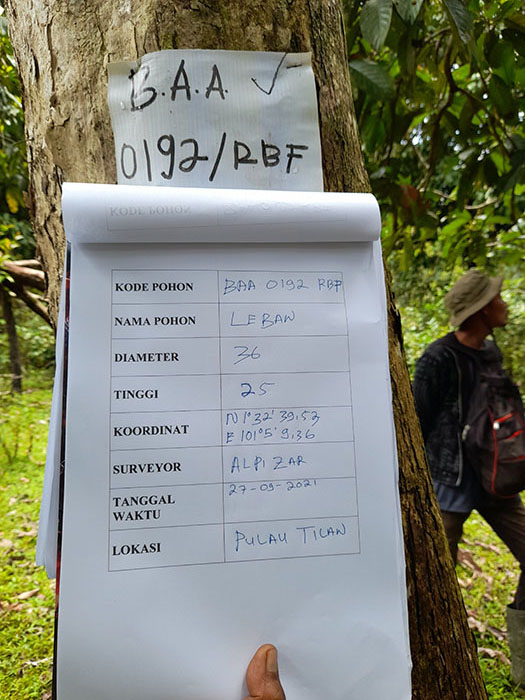 B.A.A. ✓
0192/RBF
KODE POHON
KODE POHON BAA 0192 RBF
NAMA POHON LEBAN
DIAMETER 36
TINGGI 25
KOORDINAT N 1° 32' 39,53
E 101° 5' 9,36
SURVEYOR ALPI ZAR
TANGGAL WAKTU 27-09-2021
LOKASI PULAU TILAN